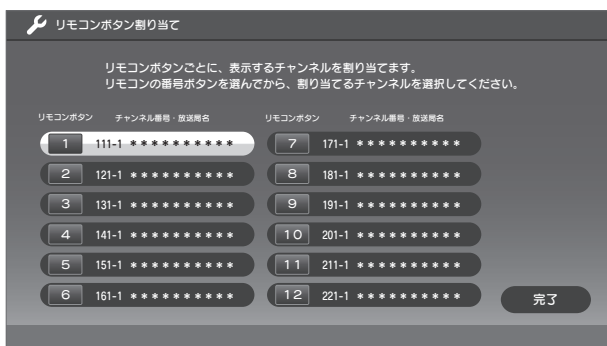 リモコンボタン割り当て
リモコンボタンごとに、表示するチャンネルを割り当てます。
リモコンの番号ボタンを選んでから、割り当てるチャンネルを選択してください。
リモコンボタン チャンネル番号・放送局名 リモコンボタン チャンネル番号・放送局名
1 111-1 ********** 7 171-1 **********
2 121-1 ********** 8 181-1 **********
3 131-1 ********** 9 191-1 **********
4 141-1 ********** 10 201-1 **********
5 151-1 ********** 11 211-1 **********
6 161-1 ********** 12 221-1 **********
完了